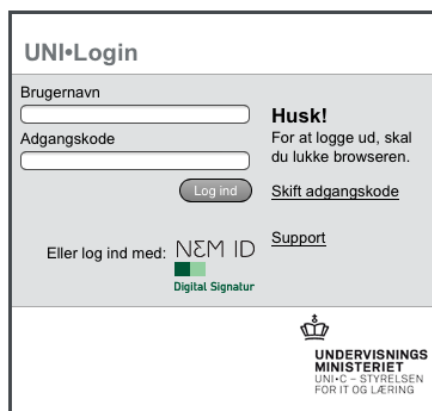 UNI•Login
Brugernavn
Adgangskode
Log ind
Eller log ind med: NEM ID
Digital Signatur
Husk!
For at logge ud, skal
du lukke browseren.
Skift adgangskode
Support
UNDERVISNINGS
MINISTERIET
UNI•C – STYRELSEN
FOR IT OG LÆRING